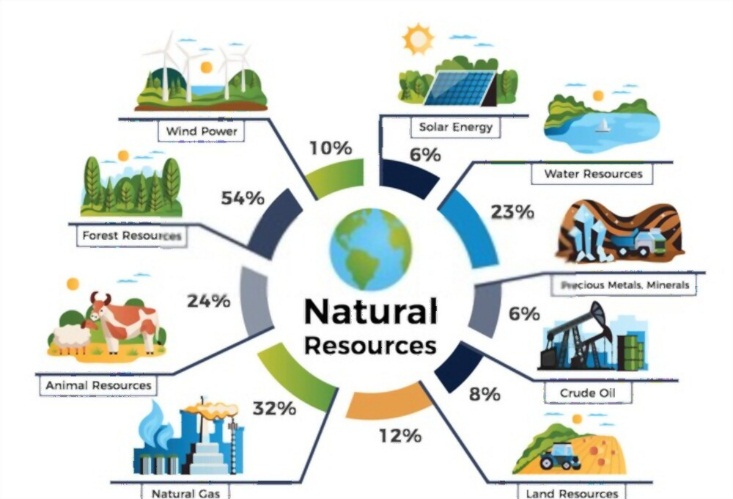 Wind Power
Solar Energy
10%
6%
Water Resources
54%
23%
Forest Resources
Precious Metals, Minerals
24%
Natural
Resources
6%
Animal Resources
Crude Oil
8%
32%
12%
Natural Gas
Land Resources